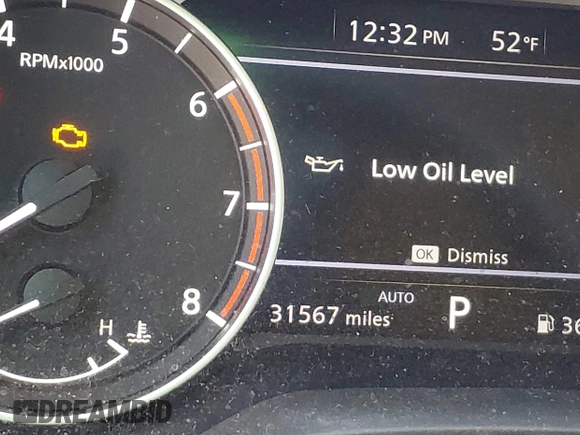 4
5
12:32 PM 52°F
RPMx1000
6
Low Oil Level
7
OK Dismiss
AUTO
8
31567 miles P 36
H
DREAMBID